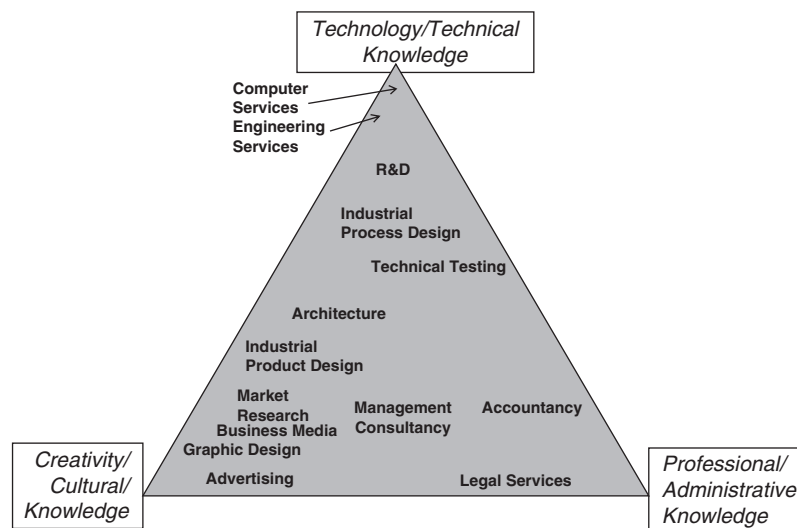 Technology/Technical
Knowledge
Computer
Services
Engineering
Services
R&D
Industrial
Process Design
Technical Testing
Architecture
Industrial
Product Design
Market
Research
Business Media
Graphic Design
Advertising
Management
Consultancy
Accountancy
Legal Services
Creativity/
Cultural/
Knowledge
Professional/
Administrative
Knowledge